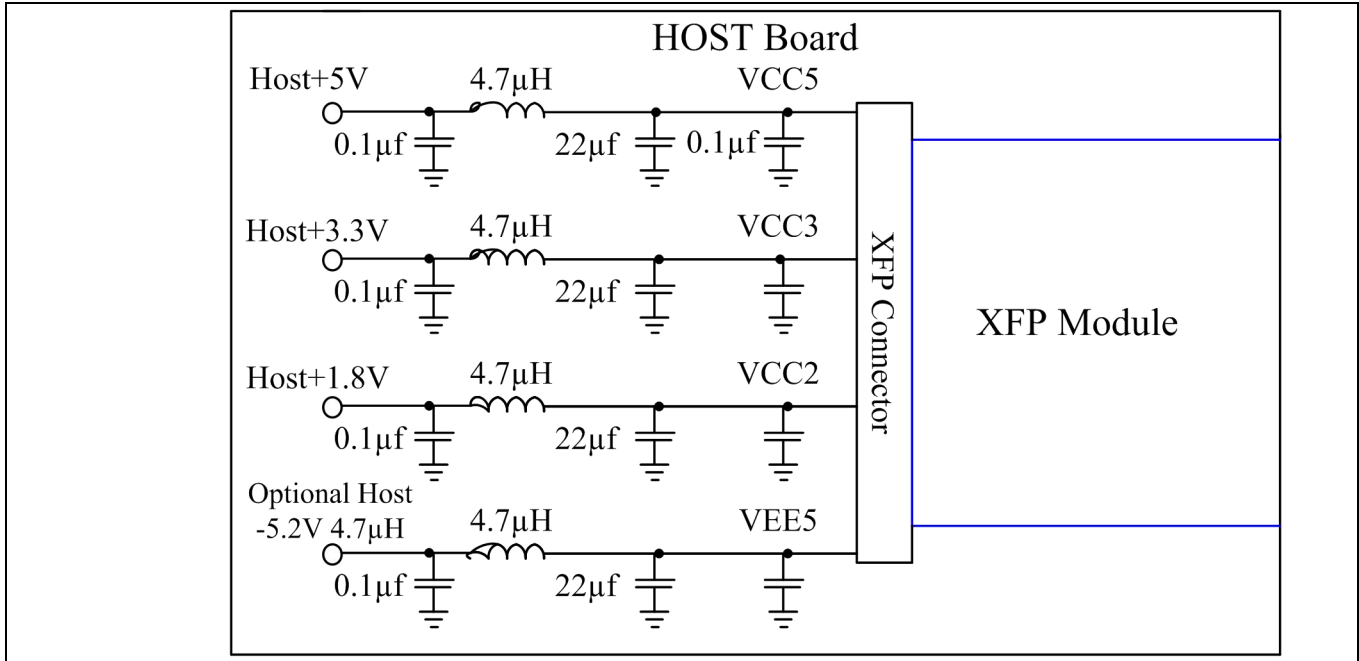 HOST Board
Host+5V
4.7µH
VCC5
0.1µf
22µf
0.1µf
Host+3.3V
4.7µH
VCC3
0.1µf
22µf
Host+1.8V
4.7µH
VCC2
0.1µf
22µf
Optional Host
-5.2V 4.7µH
4.7µH
VEE5
0.1µf
22µf
XFP Connector
XFP Module